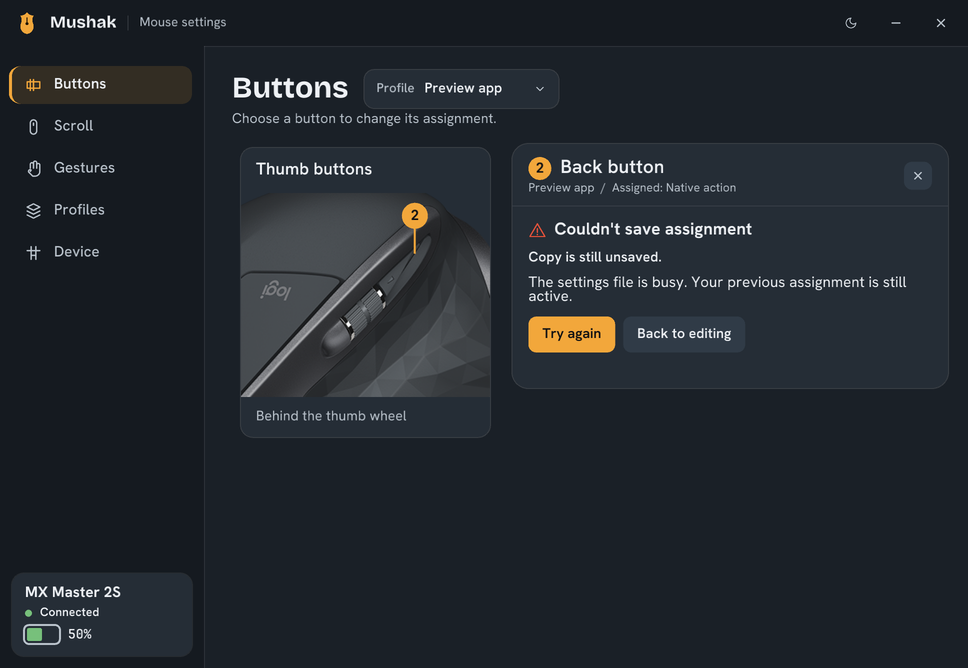 Mushak
Mouse settings
Buttons
Scroll
Gestures
Profiles
Device
MX Master 2S
Connected
50%
Buttons
Profile Preview app
Choose a button to change its assignment.
Thumb buttons
2
logi
Behind the thumb wheel
2 Back button
Preview app / Assigned: Native action
Couldn't save assignment
Copy is still unsaved.
The settings file is busy. Your previous assignment is still
active.
Try again
Back to editing